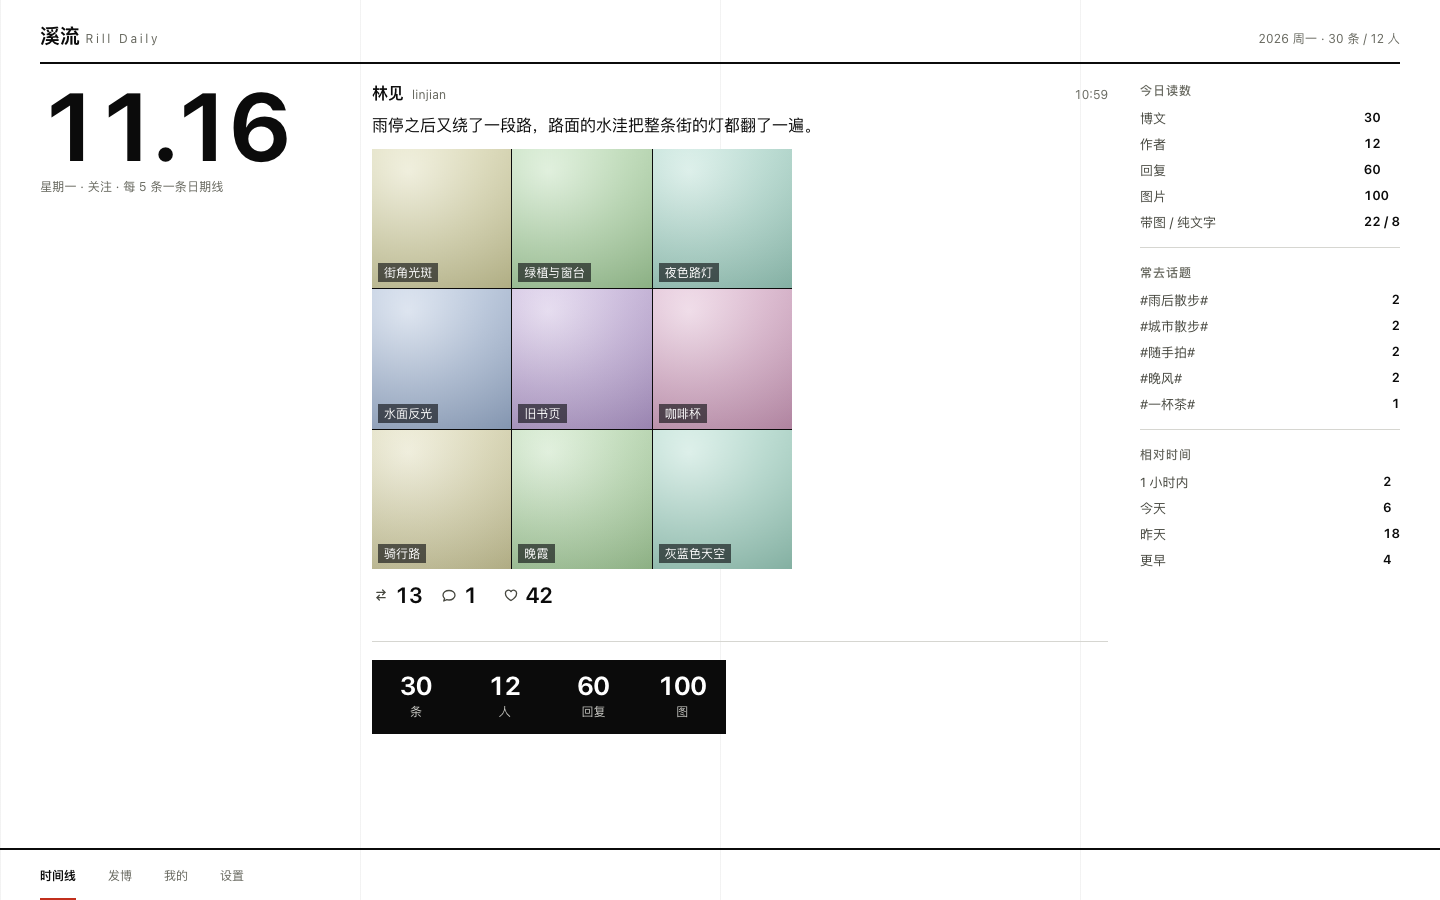 溪流 Rill Daily
2026 周一 · 30 条 / 12 人
11.16
星期一 · 关注 · 每 5 条一条日期线
林见 linjian 10:59
雨停之后又绕了一段路，路面的水洼把整条街的灯都翻了一遍。
街角光斑 绿植与窗台 夜色路灯
水面反光 旧书页 咖啡杯
骑行路 晚霞 灰蓝色天空
13 1 42
30 12 60 100
条 人 回复 图
今日读数
博文 30
作者 12
回复 60
图片 100
带图 / 纯文字 22 / 8
常去话题
#雨后散步# 2
#城市散步# 2
#随手拍# 2
#晚风# 2
#一杯茶# 1
相对时间
1 小时内 2
今天 6
昨天 18
更早 4
时间线 发博 我的 设置